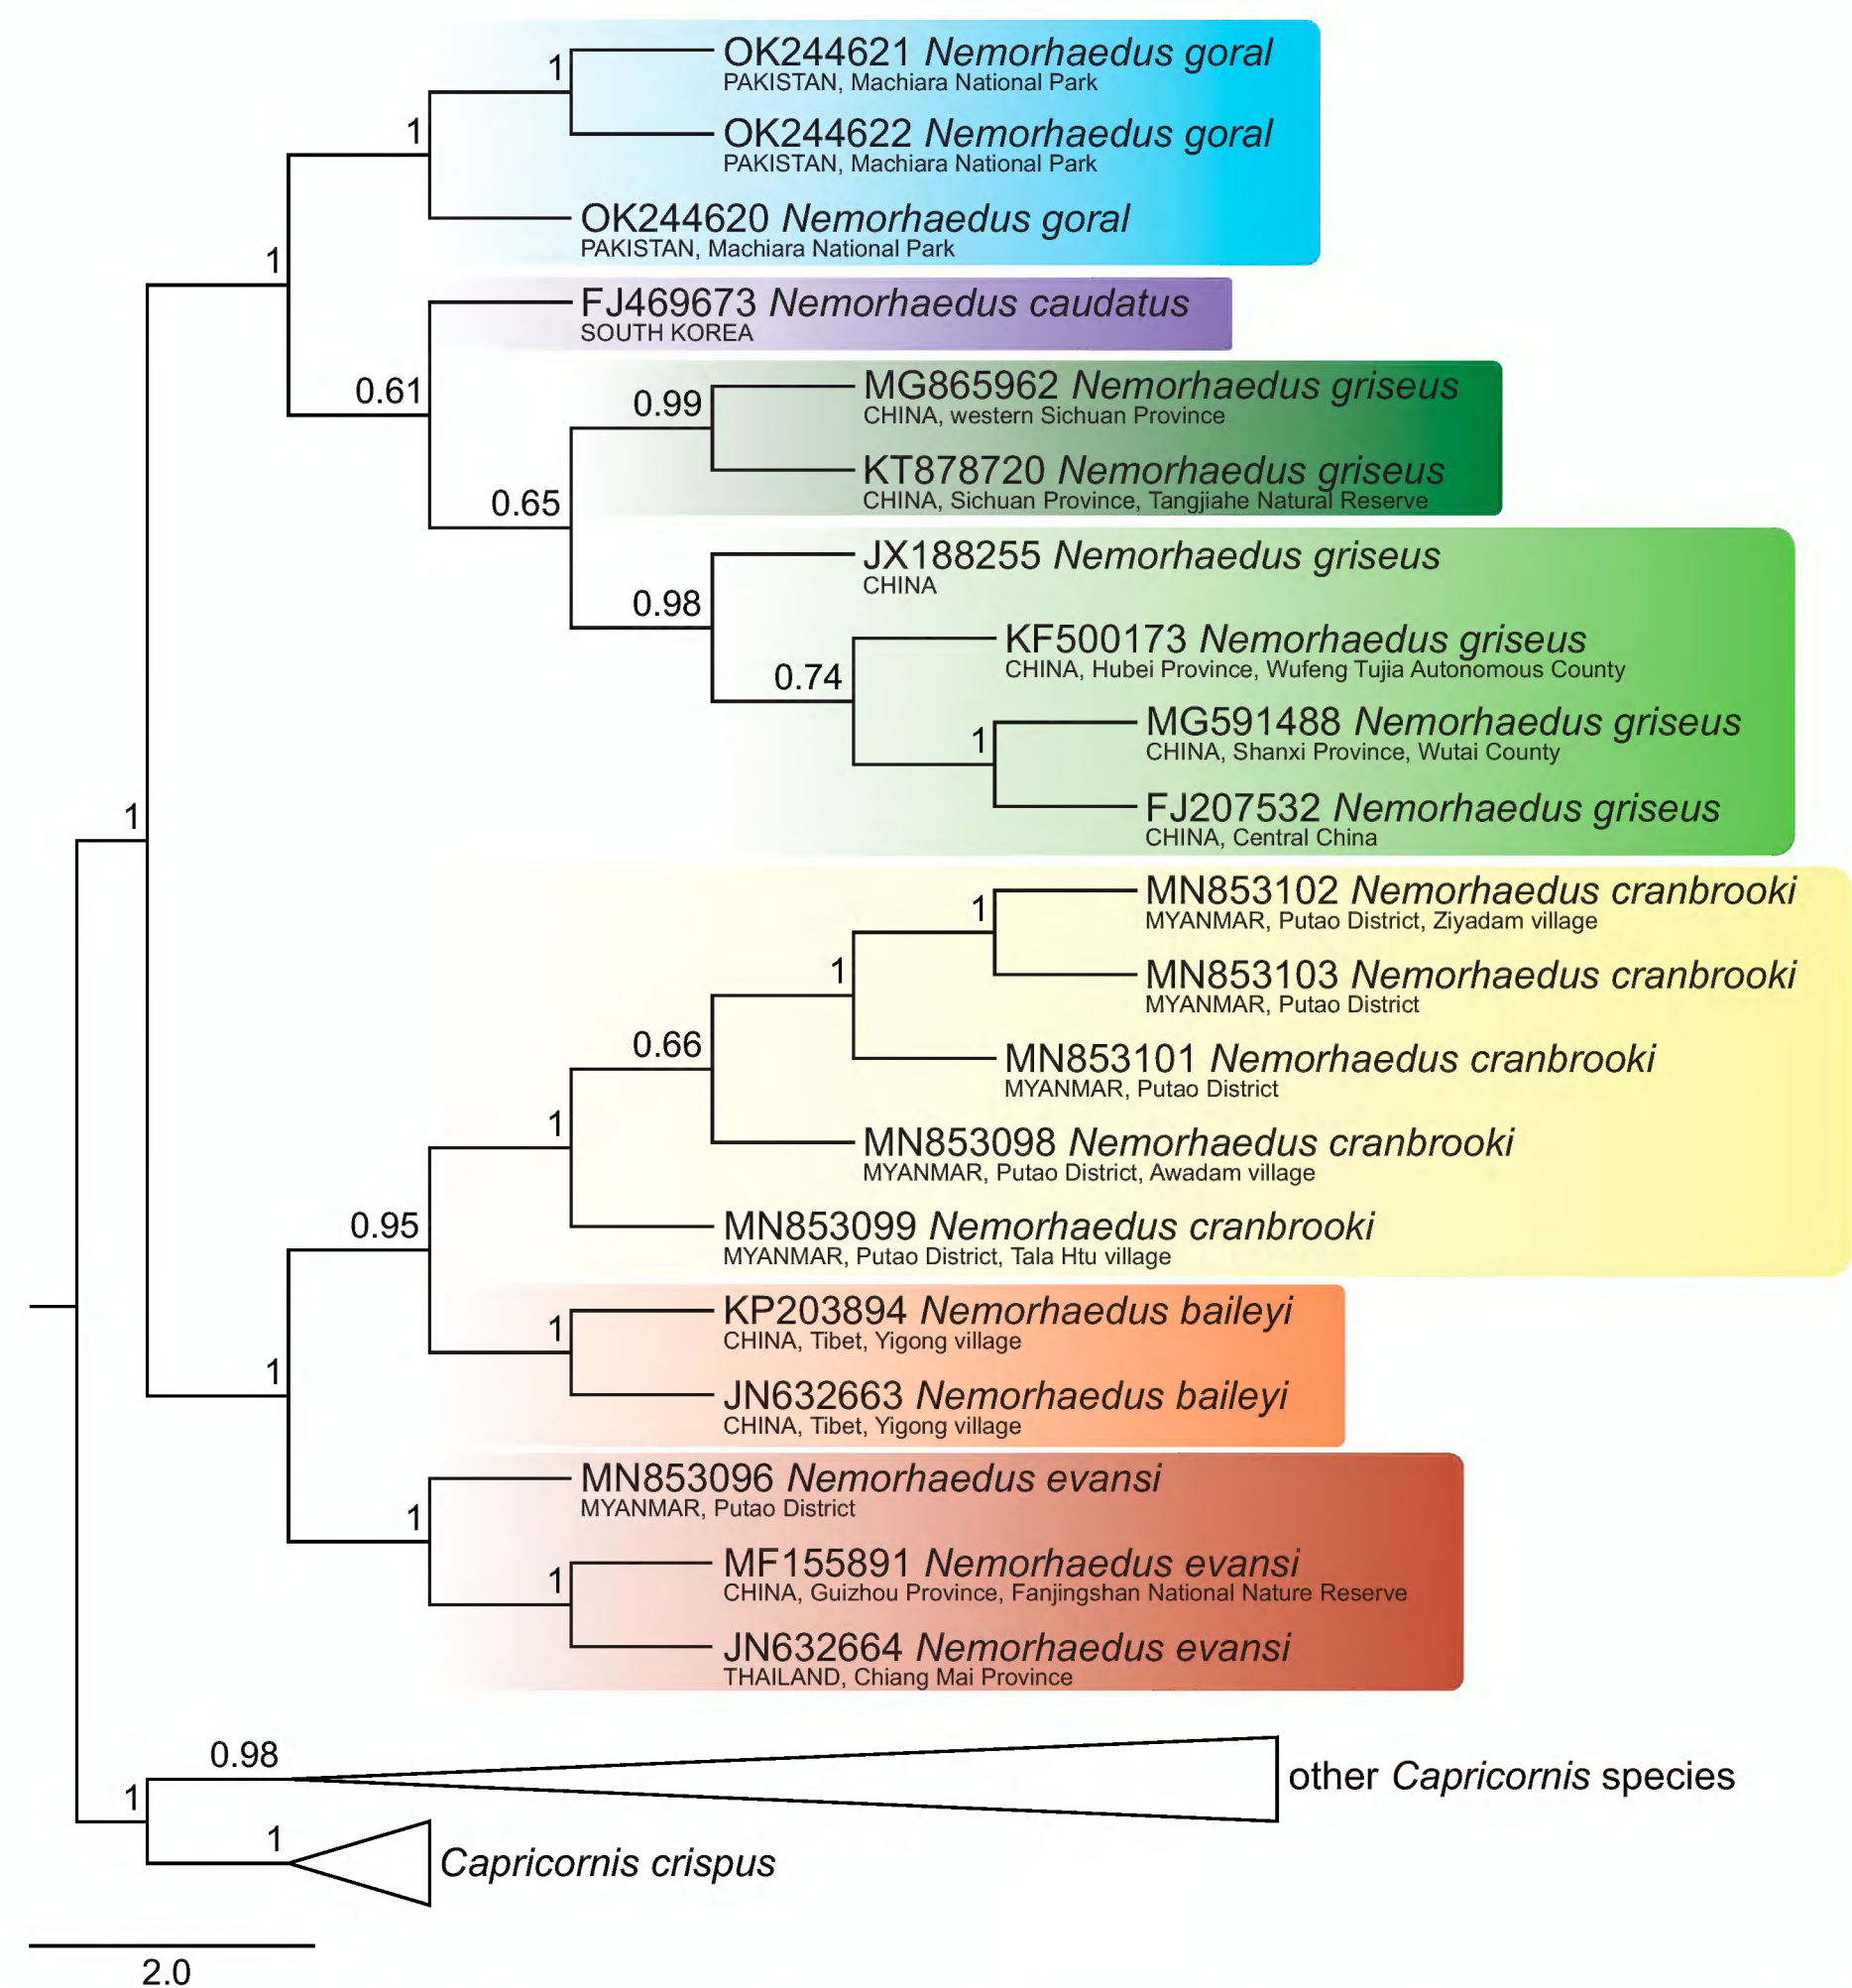 1
OK244621 Nemorhaedus goral
PAKISTAN, Machiara National Park
1
OK244622 Nemorhaedus goral
PAKISTAN, Machiara National Park
OK244620 Nemorhaedus goral
PAKISTAN, Machiara National Park
1
FJ469673 Nemorhaedus caudatus
SOUTH KOREA
0.61
0.99
MG865962 Nemorhaedus griseus
CHINA, western Sichuan Province
KT878720 Nemorhaedus griseus
CHINA, Sichuan Province, Tangjiahe Natural Reserve
0.65
JX188255 Nemorhaedus griseus
CHINA
0.98
KF500173 Nemorhaedus griseus
CHINA, Hubei Province, Wufeng Tujia Autonomous County
0.74
MG591488 Nemorhaedus griseus
CHINA, Shanxi Province, Wutai County
1
FJ207532 Nemorhaedus griseus
CHINA, Central China
1
MN853102 Nemorhaedus cranbrooki
MYANMAR, Putao District, Ziyadam village
1
MN853103 Nemorhaedus cranbrooki
MYANMAR, Putao District
1
MN853101 Nemorhaedus cranbrooki
MYANMAR, Putao District
0.66
MN853098 Nemorhaedus cranbrooki
MYANMAR, Putao District, Awadam village
1
MN853099 Nemorhaedus cranbrooki
MYANMAR, Putao District, Tala Htu village
0.95
KP203894 Nemorhaedus baileyi
CHINA, Tibet, Yigong village
1
JN632663 Nemorhaedus baileyi
CHINA, Tibet, Yigong village
1
MN853096 Nemorhaedus evansi
MYANMAR, Putao District
1
MF155891 Nemorhaedus evansi
CHINA, Guizhou Province, Fanjingshan National Nature Reserve
1
JN632664 Nemorhaedus evansi
THAILAND, Chiang Mai Province
0.98
other Capricornis species
1
1
Capricornis crispus
2.0